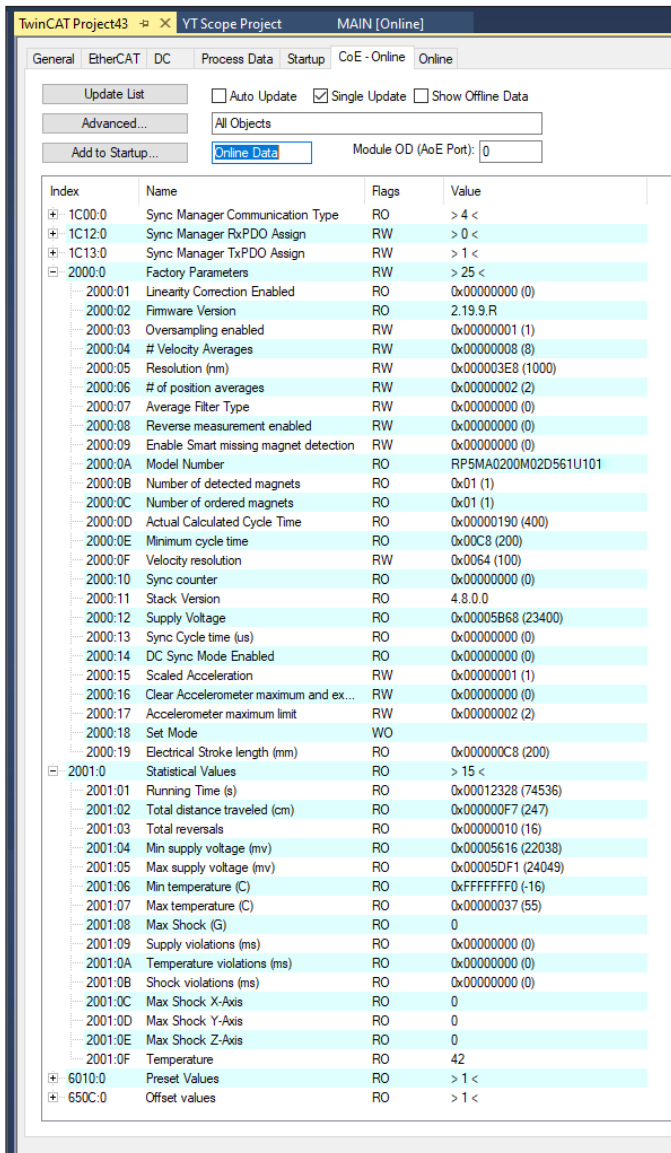 TwinCAT Project43 YT Scope Project MAIN [Online]
General EtherCAT DC Process Data Startup CoE - Online Online
Update List Auto Update Single Update Show Offline Data
Advanced... All Objects
Add to Startup... Online Data Module OD (AoE Port): 0
Index Name Flags Value
1C00:0 Sync Manager Communication Type RO > 4 <
1C12:0 Sync Manager RxPDO Assign RW > 0 <
1C13:0 Sync Manager TxPDO Assign RW > 1 <
2000:0 Factory Parameters RW > 25 <
2000:01 Linearity Correction Enabled RO 0x00000000 (0)
2000:02 Firmware Version RO 2.19.9.R
2000:03 Oversampling enabled RW 0x00000001 (1)
2000:04 # Velocity Averages RW 0x00000008 (8)
2000:05 Resolution (nm) RW 0x000003E8 (1000)
2000:06 # of position averages RW 0x00000002 (2)
2000:07 Average Filter Type RW 0x00000000 (0)
2000:08 Reverse measurement enabled RW 0x00000000 (0)
2000:09 Enable Smart missing magnet detection RW 0x00000000 (0)
2000:0A Model Number RO RP5MA0200M02D561U101
2000:0B Number of detected magnets RO 0x01 (1)
2000:0C Number of ordered magnets RO 0x01 (1)
2000:0D Actual Calculated Cycle Time RO 0x00000190 (400)
2000:0E Minimum cycle time RO 0x00C8 (200)
2000:0F Velocity resolution RW 0x0064 (100)
2000:10 Sync counter RO 0x00000000 (0)
2000:11 Stack Version RO 4.8.0.0
2000:12 Supply Voltage RO 0x00005B68 (23400)
2000:13 Sync Cycle time (us) RO 0x00000000 (0)
2000:14 DC Sync Mode Enabled RO 0x00000000 (0)
2000:15 Scaled Acceleration RW 0x00000001 (1)
2000:16 Clear Accelerometer maximum and ex... RW 0x00000000 (0)
2000:17 Accelerometer maximum limit RW 0x00000002 (2)
2000:18 Set Mode WO
2000:19 Electrical Stroke length (mm) RO 0x000000C8 (200)
2001:0 Statistical Values RO > 15 <
2001:01 Running Time (s) RO 0x00012328 (74536)
2001:02 Total distance traveled (cm) RO 0x000000F7 (247)
2001:03 Total reversals RO 0x00000010 (16)
2001:04 Min supply voltage (mv) RO 0x00005616 (22038)
2001:05 Max supply voltage (mv) RO 0x00005DF1 (24049)
2001:06 Min temperature (C) RO 0xFFFFFFF0 (-16)
2001:07 Max temperature (C) RO 0x00000037 (55)
2001:08 Max Shock (G) RO 0
2001:09 Supply violations (ms) RO 0x00000000 (0)
2001:0A Temperature violations (ms) RO 0x00000000 (0)
2001:0B Shock violations (ms) RO 0x00000000 (0)
2001:0C Max Shock X-Axis RO 0
2001:0D Max Shock Y-Axis RO 0
2001:0E Max Shock Z-Axis RO 0
2001:0F Temperature RO 42
6010:0 Preset Values RO > 1 <
650C:0 Offset values RO > 1 <